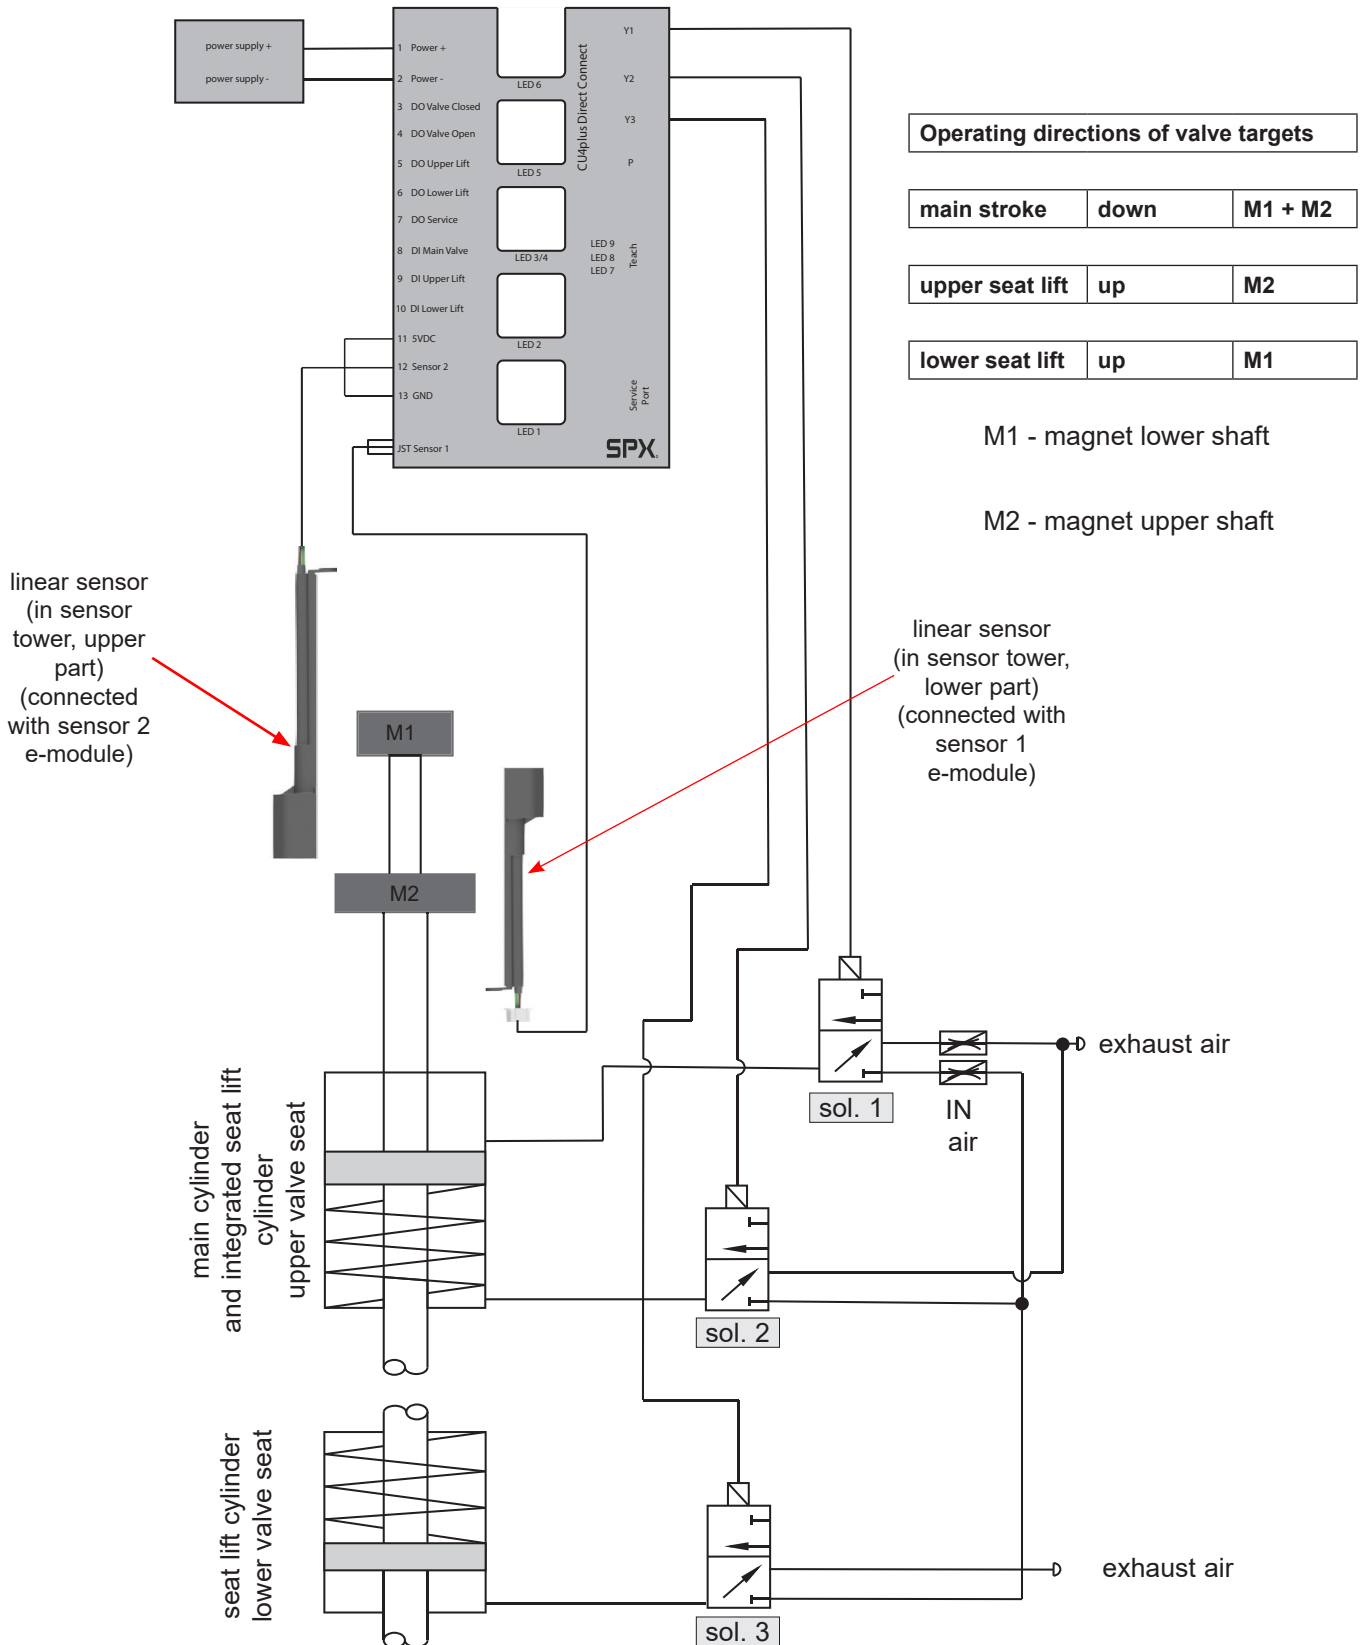 power supply +
power supply -
1 Power +
2 Power -
3 DO Valve Closed
4 DO Valve Open
5 DO Upper Lift
6 DO Lower Lift
7 DO Service
8 DI Main Valve
9 DI Upper Lift
10 DI Lower Lift
11 5VDC
12 Sensor 2
13 GND
JST Sensor 1
LED 6
LED 5
LED 3/4
LED 2
LED 1
CU4plus Direct Connect
Y1
Y2
Y3
P
LED 9
LED 8
LED 7
Teach
Service
Port
SPX
Operating directions of valve targets
main stroke down M1 + M2
upper seat lift up M2
lower seat lift up M1
M1 - magnet lower shaft
M2 - magnet upper shaft
linear sensor
(in sensor
tower, upper
part)
(connected
with sensor 2
e-module)
linear sensor
(in sensor tower,
lower part)
(connected with
sensor 1
e-module)
M1
M2
exhaust air
sol. 1
IN
air
main cylinder
and integrated seat lift
cylinder
upper valve seat
sol. 2
seat lift cylinder
lower valve seat
exhaust air
sol. 3